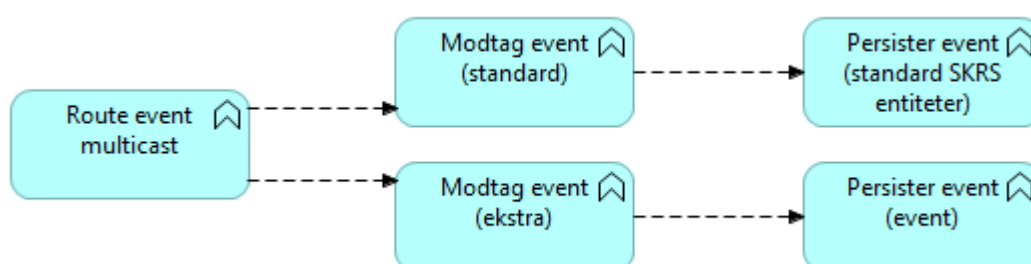 Route event
multicast
Modtag event
(standard)
Persister event
(standard SKRS
entiteter)
Modtag event
(ekstra)
Persister event
(event)